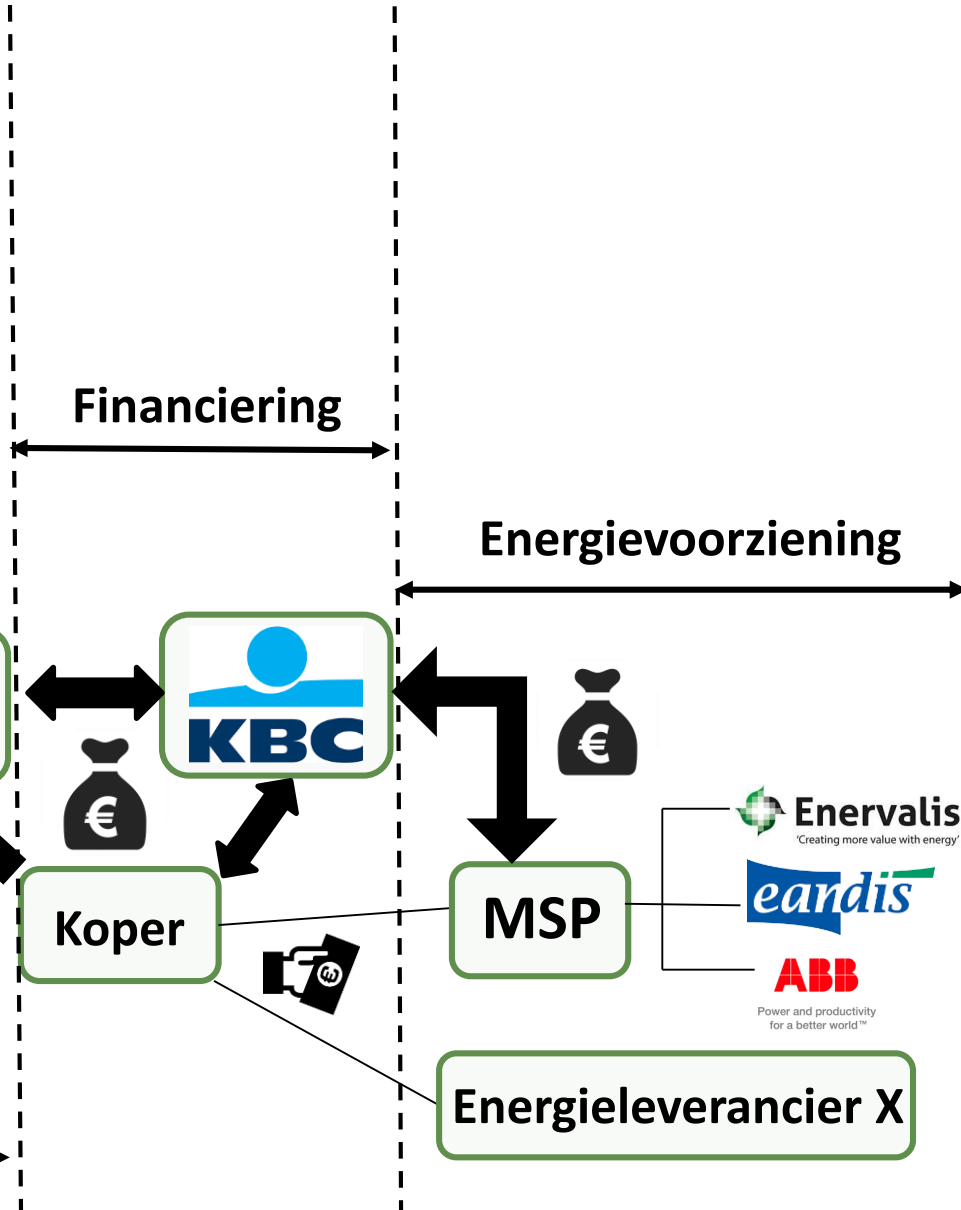 Financiering
Energievoorziening
KBC
€
€
Enervalis
'Creating more value with energy'
eandis
Koper
MSP
€
ABB
Power and productivity
for a better world™
Energieleverancier X